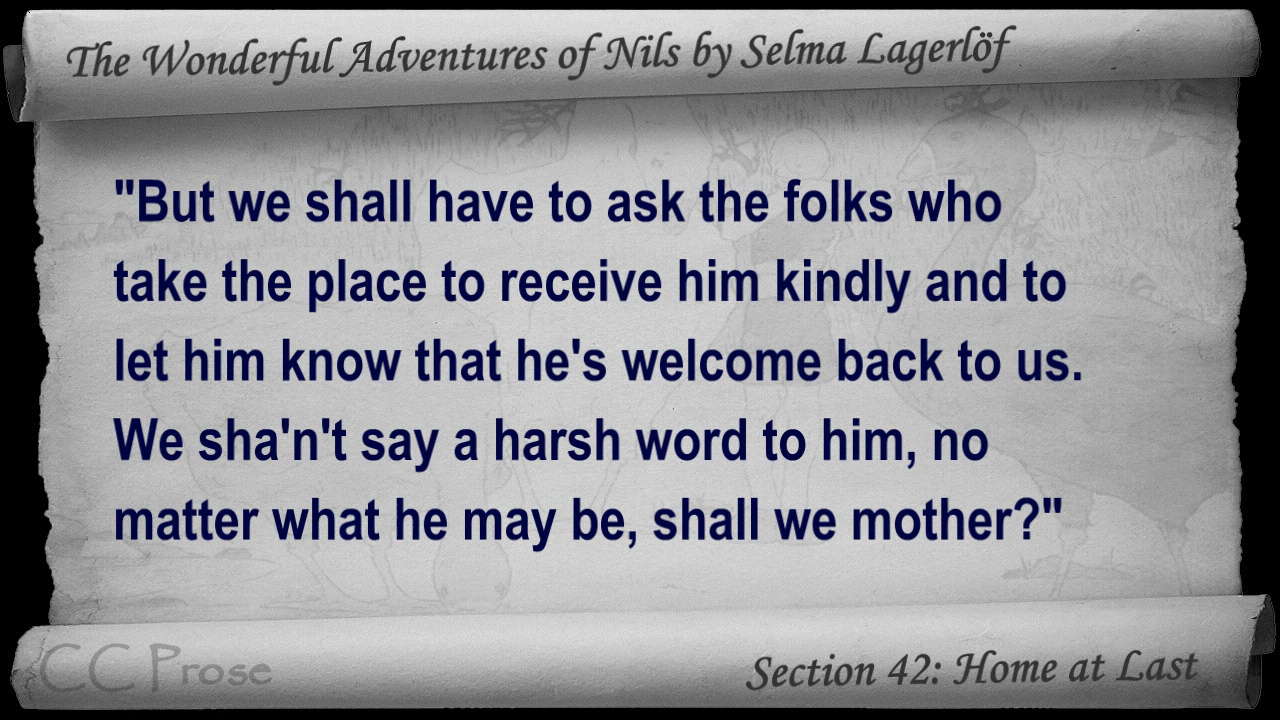 The Wonderful Adventures of Nils by Selma Lagerlöf
"But we shall have to ask the folks who
take the place to receive him kindly and to
let him know that he's welcome back to us.
We sha'n't say a harsh word to him, no
matter what he may be, shall we mother?"
CC Prose
Section 42: Home at Last